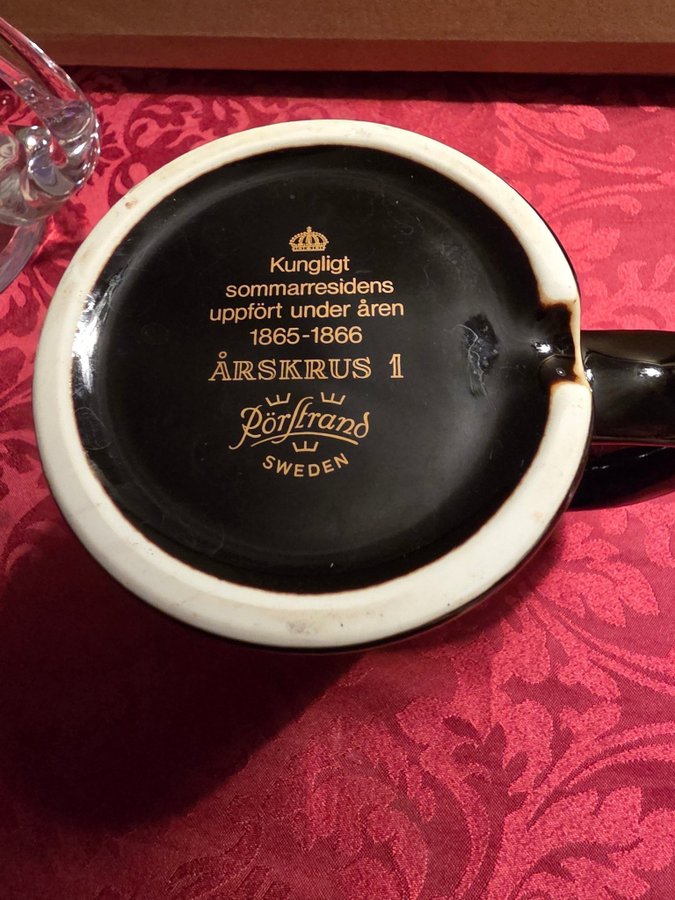 Kungligt
sommarresidens
uppfört under åren
1865-1866
ÅRSKRUS 1
Rörstrand
SWEDEN